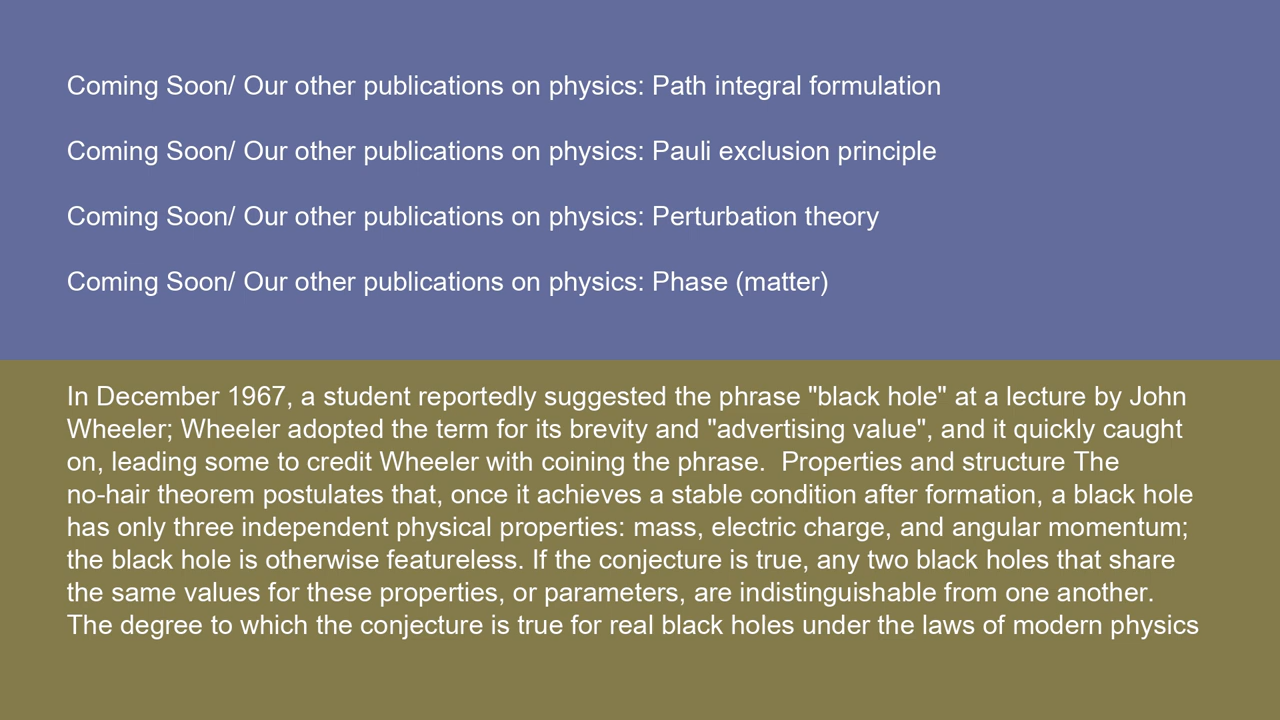 Coming Soon/ Our other publications on physics: Path integral formulation
Coming Soon/ Our other publications on physics: Pauli exclusion principle
Coming Soon/ Our other publications on physics: Perturbation theory
Coming Soon/ Our other publications on physics: Phase (matter)
In December 1967, a student reportedly suggested the phrase "black hole" at a lecture by John
Wheeler; Wheeler adopted the term for its brevity and "advertising value", and it quickly caught
on, leading some to credit Wheeler with coining the phrase.  Properties and structure The
no-hair theorem postulates that, once it achieves a stable condition after formation, a black hole
has only three independent physical properties: mass, electric charge, and angular momentum;
the black hole is otherwise featureless. If the conjecture is true, any two black holes that share
the same values for these properties, or parameters, are indistinguishable from one another.
The degree to which the conjecture is true for real black holes under the laws of modern physics